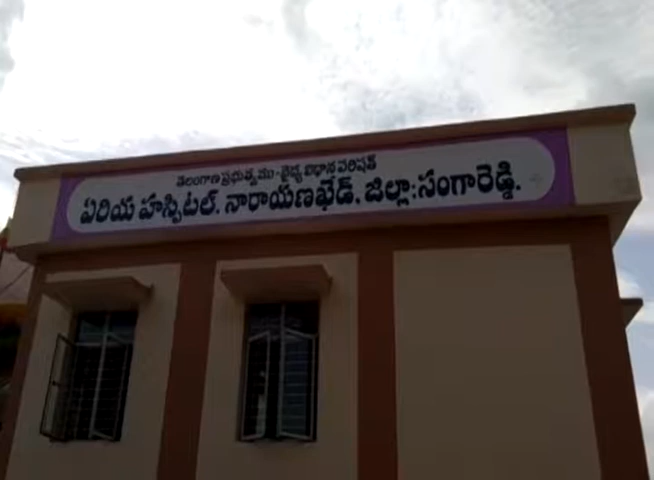 తెలంగాణ ప్రభుత్వము - వైద్య విధాన పరిషత్
ఏరియ హస్పిటల్. నారాయణఖేడ్. జిల్లా: సంగారెడ్డి.